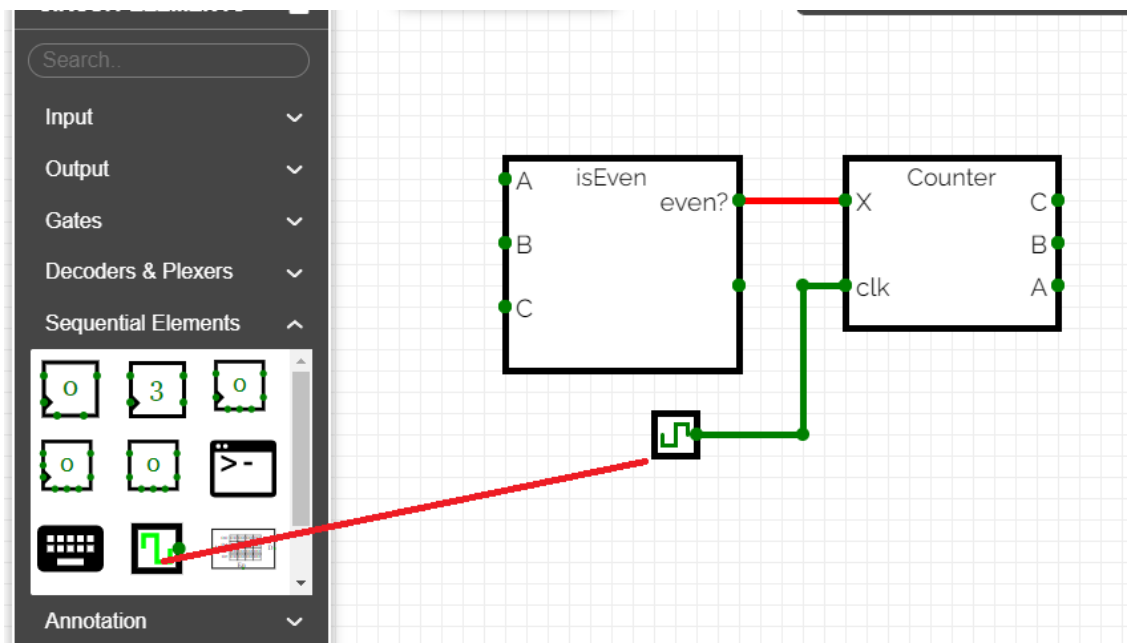 Search..
Input
Output
Gates
Decoders & Plexers
Sequential Elements
0
3
0
0
0
>-
Annotation
isEven
A
even?
B
C
Counter
X
C
B
clk
A